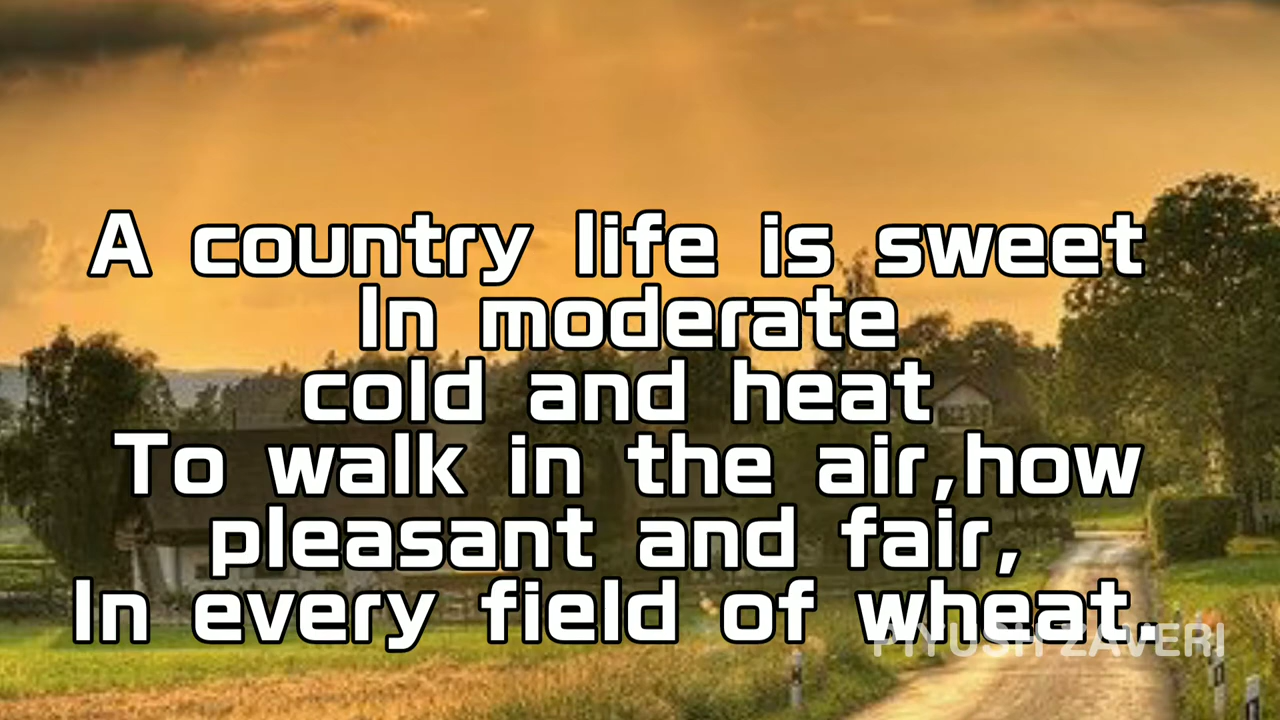 A country life is sweet
In moderate
cold and heat
To walk in the air,how
pleasant and fair,
In every field of wheat..
PIYUSH ZAVERI